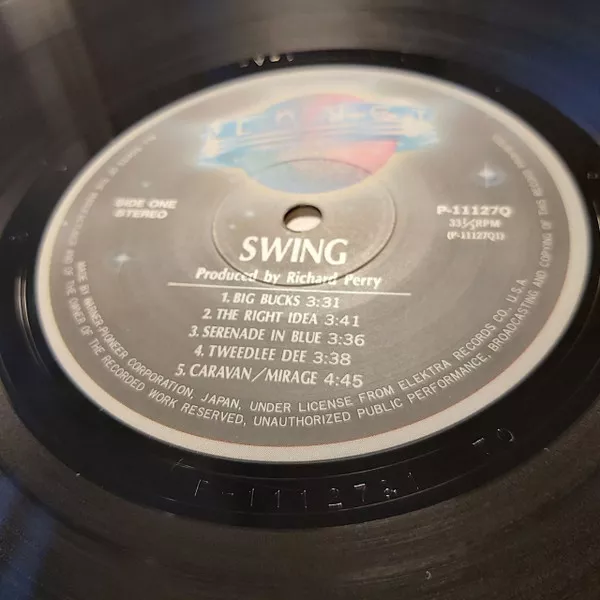 PLANET
SIDE ONE
STEREO
P-11127Q
33⅓RPM
(P-11127Q1)
SWING
Produced by Richard Perry
1. BIG BUCKS 3:31
2. THE RIGHT IDEA 3:41
3. SERENADE IN BLUE 3:36
4. TWEEDLEE DEE 3:38
5. CARAVAN/MIRAGE 4:45
MADE BY WARNER-PIONEER CORPORATION, JAPAN, UNDER LICENSE FROM ELEKTRA RECORDS CO., U.S.A.
OF THE OWNER OF THE RECORDED WORK RESERVED, UNAUTHORIZED PUBLIC PERFORMANCE, BROADCASTING AND COPYING OF
P-11127Q1